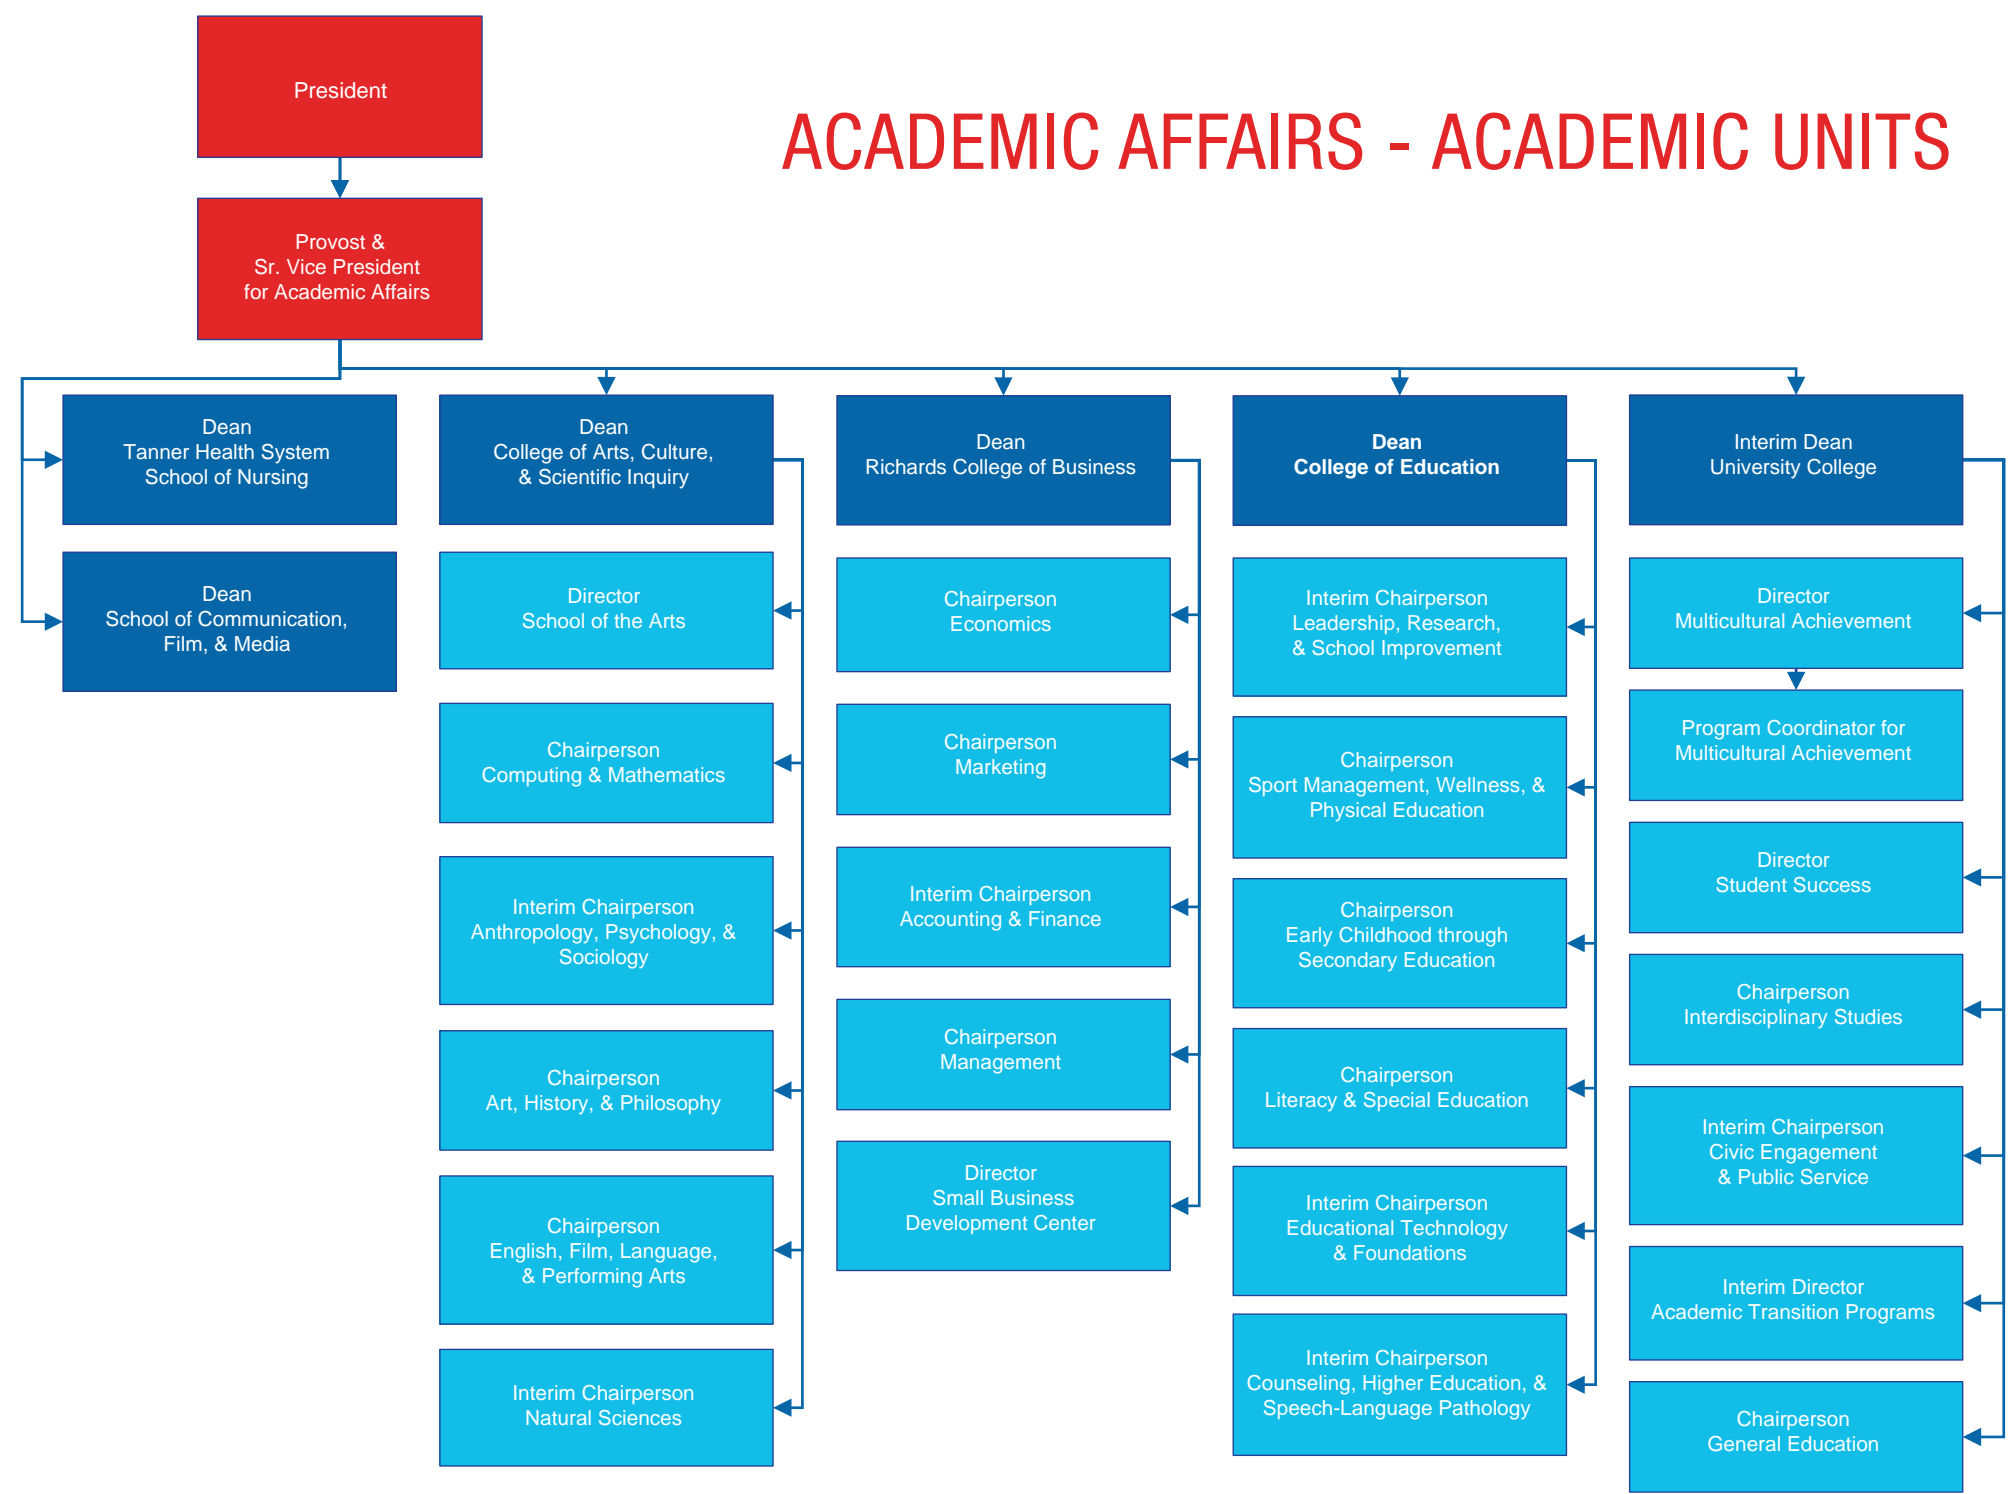 President
ACADEMIC AFFAIRS - ACADEMIC UNITS
Provost &
Sr. Vice President
for Academic Affairs
Dean
Tanner Health System
School of Nursing
Dean
School of Communication,
Film, & Media
Dean
College of Arts, Culture,
& Scientific Inquiry
Director
School of the Arts
Chairperson
Computing & Mathematics
Interim Chairperson
Anthropology, Psychology, &
Sociology
Chairperson
Art, History, & Philosophy
Chairperson
English, Film, Language,
& Performing Arts
Interim Chairperson
Natural Sciences
Dean
Richards College of Business
Chairperson
Economics
Chairperson
Marketing
Interim Chairperson
Accounting & Finance
Chairperson
Management
Director
Small Business
Development Center
Dean
College of Education
Interim Chairperson
Leadership, Research,
& School Improvement
Chairperson
Sport Management, Wellness, &
Physical Education
Chairperson
Early Childhood through
Secondary Education
Chairperson
Literacy & Special Education
Interim Chairperson
Educational Technology
& Foundations
Interim Chairperson
Counseling, Higher Education, &
Speech-Language Pathology
Interim Dean
University College
Director
Multicultural Achievement
Program Coordinator for
Multicultural Achievement
Director
Student Success
Chairperson
Interdisciplinary Studies
Interim Chairperson
Civic Engagement
& Public Service
Interim Director
Academic Transition Programs
Chairperson
General Education